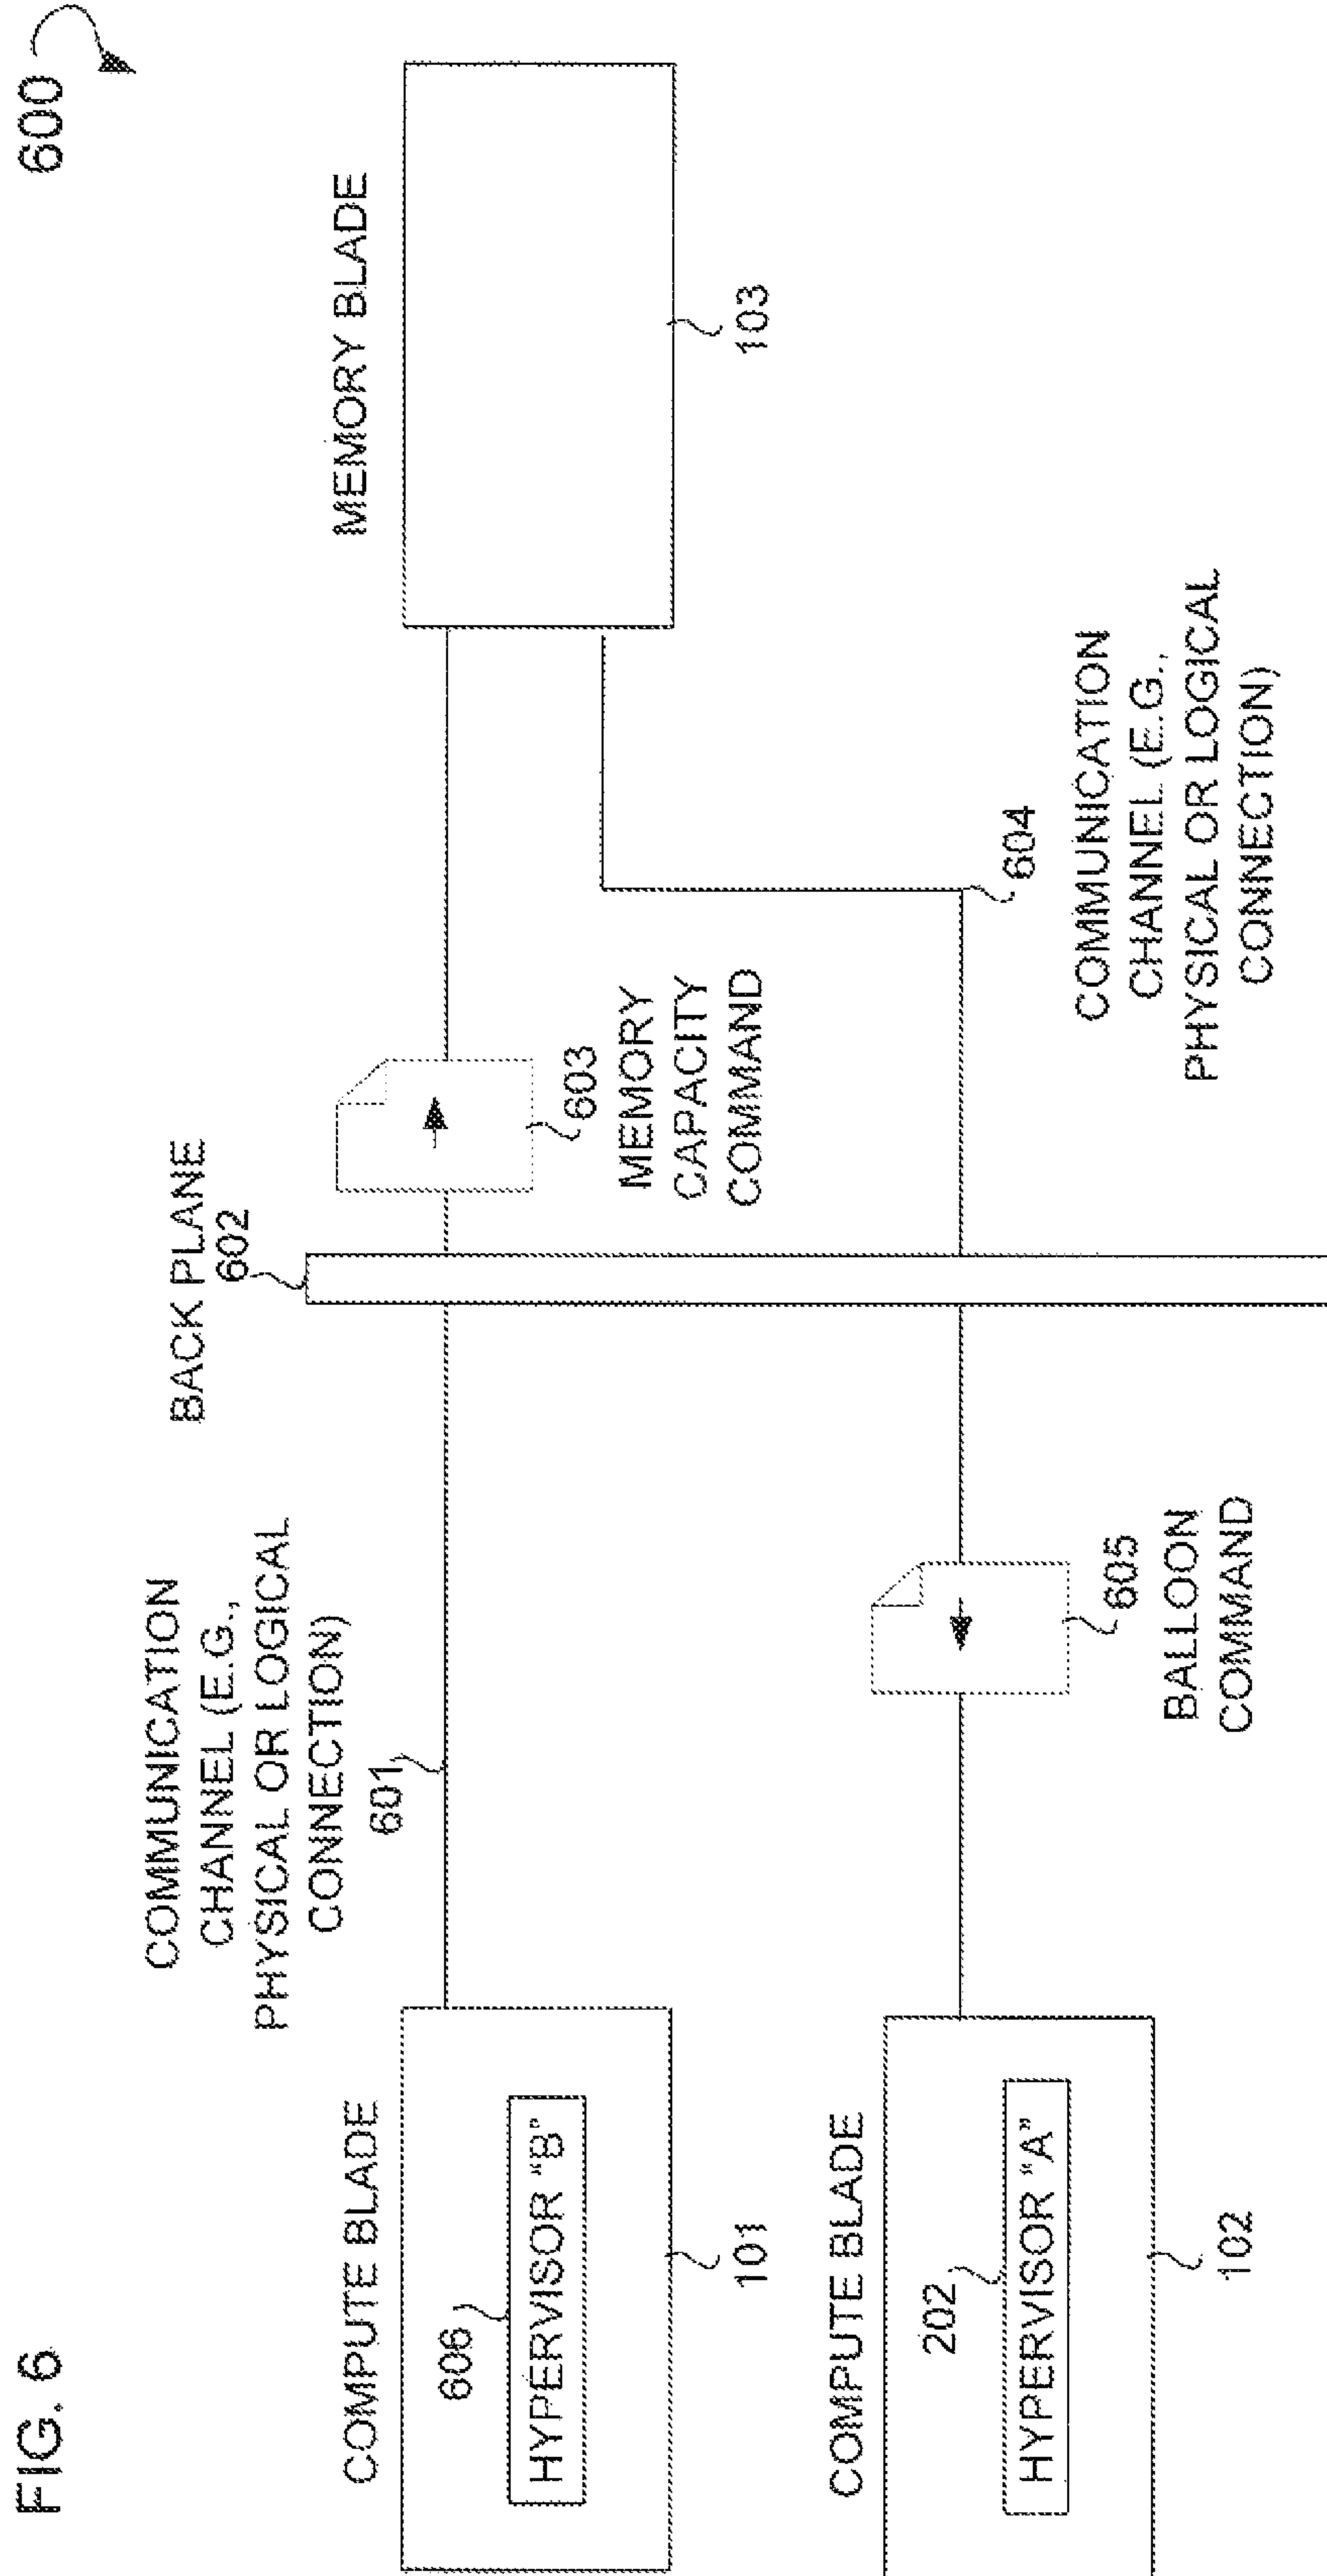 FIG. 6
600
COMMUNICATION
CHANNEL (E.G.,
PHYSICAL OR LOGICAL
CONNECTION)
601
BACK PLANE
602
COMPUTE BLADE
606
HYPERVISOR "B"
101
603
MEMORY
CAPACITY
COMMAND
MEMORY BLADE
103
COMPUTE BLADE
202
HYPERVISOR "A"
102
605
BALLOON
COMMAND
604
COMMUNICATION
CHANNEL (E.G.,
PHYSICAL OR LOGICAL
CONNECTION)